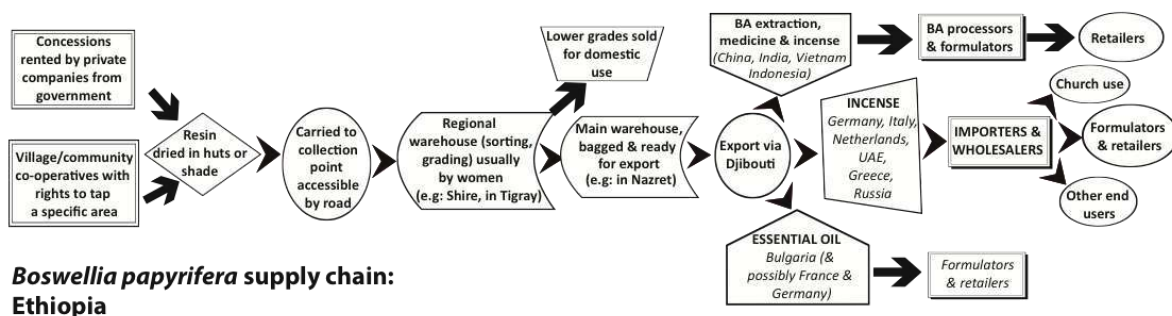 Concessions
rented by private
companies from
government
Village/community
co-operatives with
rights to tap
a specific area
Resin
dried in huts or
shade
Carried to
collection
point
accessible
by road
Regional
warehouse (sorting,
grading) usually
by women
(e.g: Shire, in Tigray)
Lower grades sold
for domestic
use
Main warehouse,
bagged & ready
for export
(e.g: in Nazret)
Export via
Djibouti
BA extraction,
medicine & incense
(China, India, Vietnam
Indonesia)
BA processors
& formulators
Retailers
INCENSE
Germany, Italy,
Netherlands,
UAE,
Greece,
Russia
IMPORTERS &
WHOLESALERS
Church use
Formulators
& retailers
Other end
users
ESSENTIAL OIL
Bulgaria (&
possibly France &
Germany)
Formulators
& retailers
Boswellia papyrifera supply chain:
Ethiopia